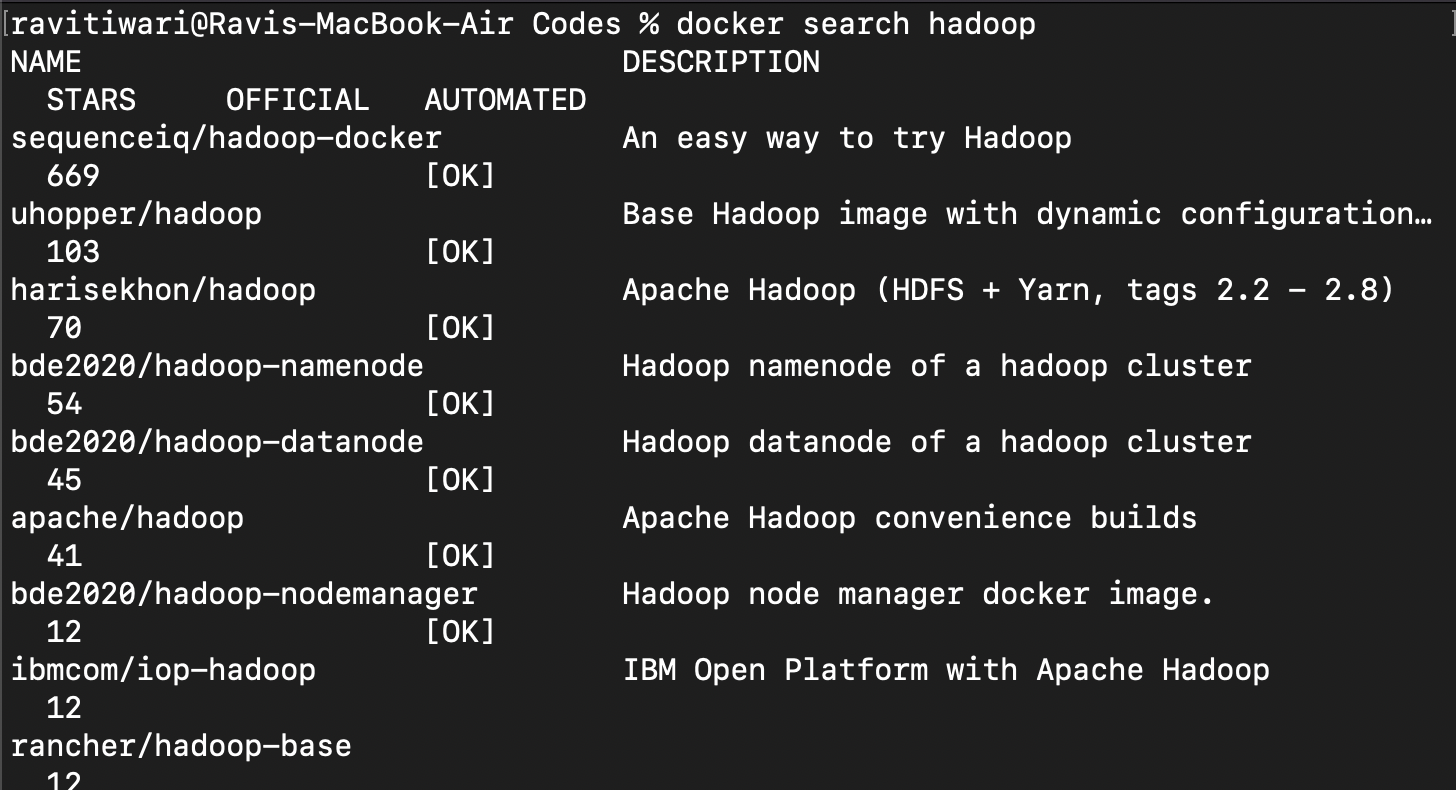 [ravitiwari@Ravis-MacBook-Air Codes % docker search hadoop ]
NAME                              DESCRIPTION
  STARS     OFFICIAL   AUTOMATED
sequenceiq/hadoop-docker          An easy way to try Hadoop
  669                  [OK]
uhopper/hadoop                    Base Hadoop image with dynamic configuration…
  103                  [OK]
harisekhon/hadoop                 Apache Hadoop (HDFS + Yarn, tags 2.2 - 2.8)
  70                   [OK]
bde2020/hadoop-namenode           Hadoop namenode of a hadoop cluster
  54                   [OK]
bde2020/hadoop-datanode           Hadoop datanode of a hadoop cluster
  45                   [OK]
apache/hadoop                     Apache Hadoop convenience builds
  41                   [OK]
bde2020/hadoop-nodemanager        Hadoop node manager docker image.
  12                   [OK]
ibmcom/iop-hadoop                 IBM Open Platform with Apache Hadoop
  12
rancher/hadoop-base
  12